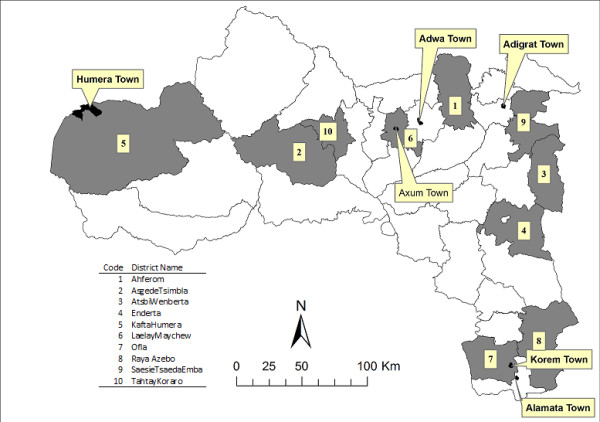 Adwa Town
Adigrat Town
Humera Town
1
9
10
6
5
2
3
Axum Town
4
Code District Name
1 Ahferom
2 AsgedeTsimbla
3 AtsbiWenberta
4 Enderta
5 KaftaHumera
6 LaelayMaychew
7 Ofla
8 Raya Azebo
9 SaesieTsaedaEmba
10 TahtayKoraro
N
0 25 50 100 Km
8
7
Korem Town
Alamata Town